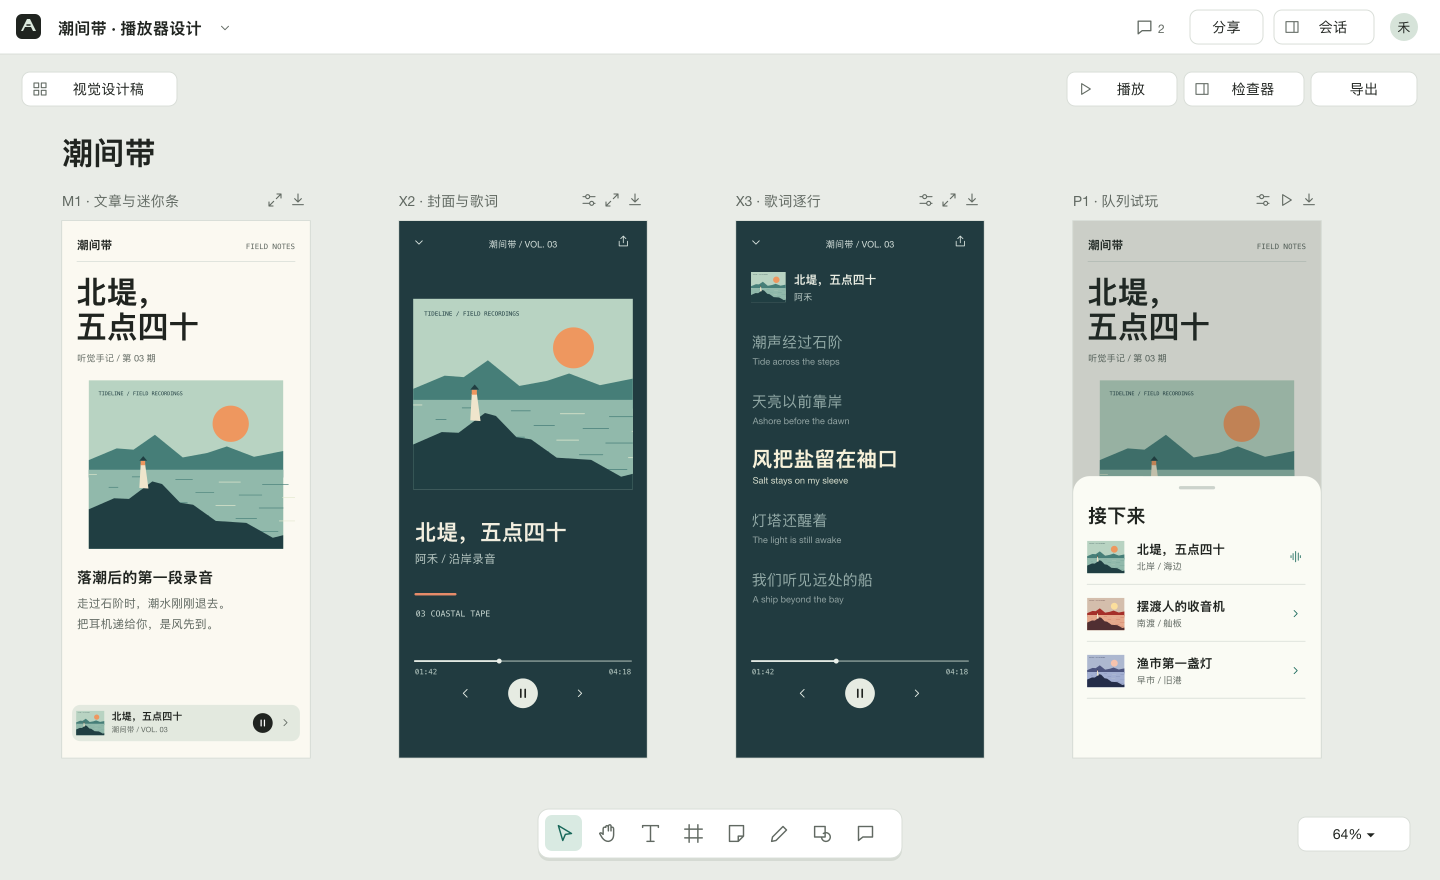 潮间带 · 播放器设计
2
分享
会话
禾
视觉设计稿
播放
检查器
导出
潮间带
M1 · 文章与迷你条
潮间带
FIELD NOTES
北堤，
五点四十
听觉手记 / 第 03 期
TIDELINE / FIELD RECORDINGS
落潮后的第一段录音
走过石阶时，潮水刚刚退去。
把耳机递给你，是风先到。
北堤，五点四十
潮间带 / VOL. 03
X2 · 封面与歌词
潮间带 / VOL. 03
TIDELINE / FIELD RECORDINGS
北堤，五点四十
阿禾 / 沿岸录音
03 COASTAL TAPE
01:42
04:18
X3 · 歌词逐行
潮间带 / VOL. 03
北堤，五点四十
阿禾
潮声经过石阶
Tide across the steps
天亮以前靠岸
Ashore before the dawn
风把盐留在袖口
Salt stays on my sleeve
灯塔还醒着
The light is still awake
我们听见远处的船
A ship beyond the bay
01:42
04:18
P1 · 队列试玩
潮间带
FIELD NOTES
北堤，
五点四十
听觉手记 / 第 03 期
TIDELINE / FIELD RECORDINGS
接下来
北堤，五点四十
北岸 / 海边
摆渡人的收音机
南渡 / 舢板
渔市第一盏灯
早市 / 旧港
64%